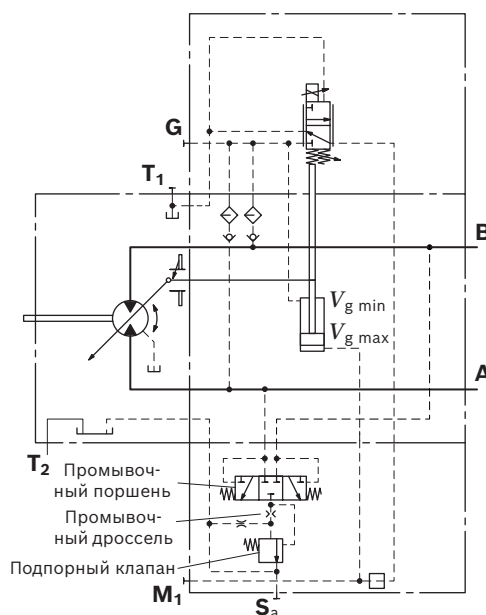 G
T1
B
Vg min
Vg max
A
T2
Промывоч-
ный поршень
Промывоч-
ный дроссель
Подпорный клапан
M1
Sa